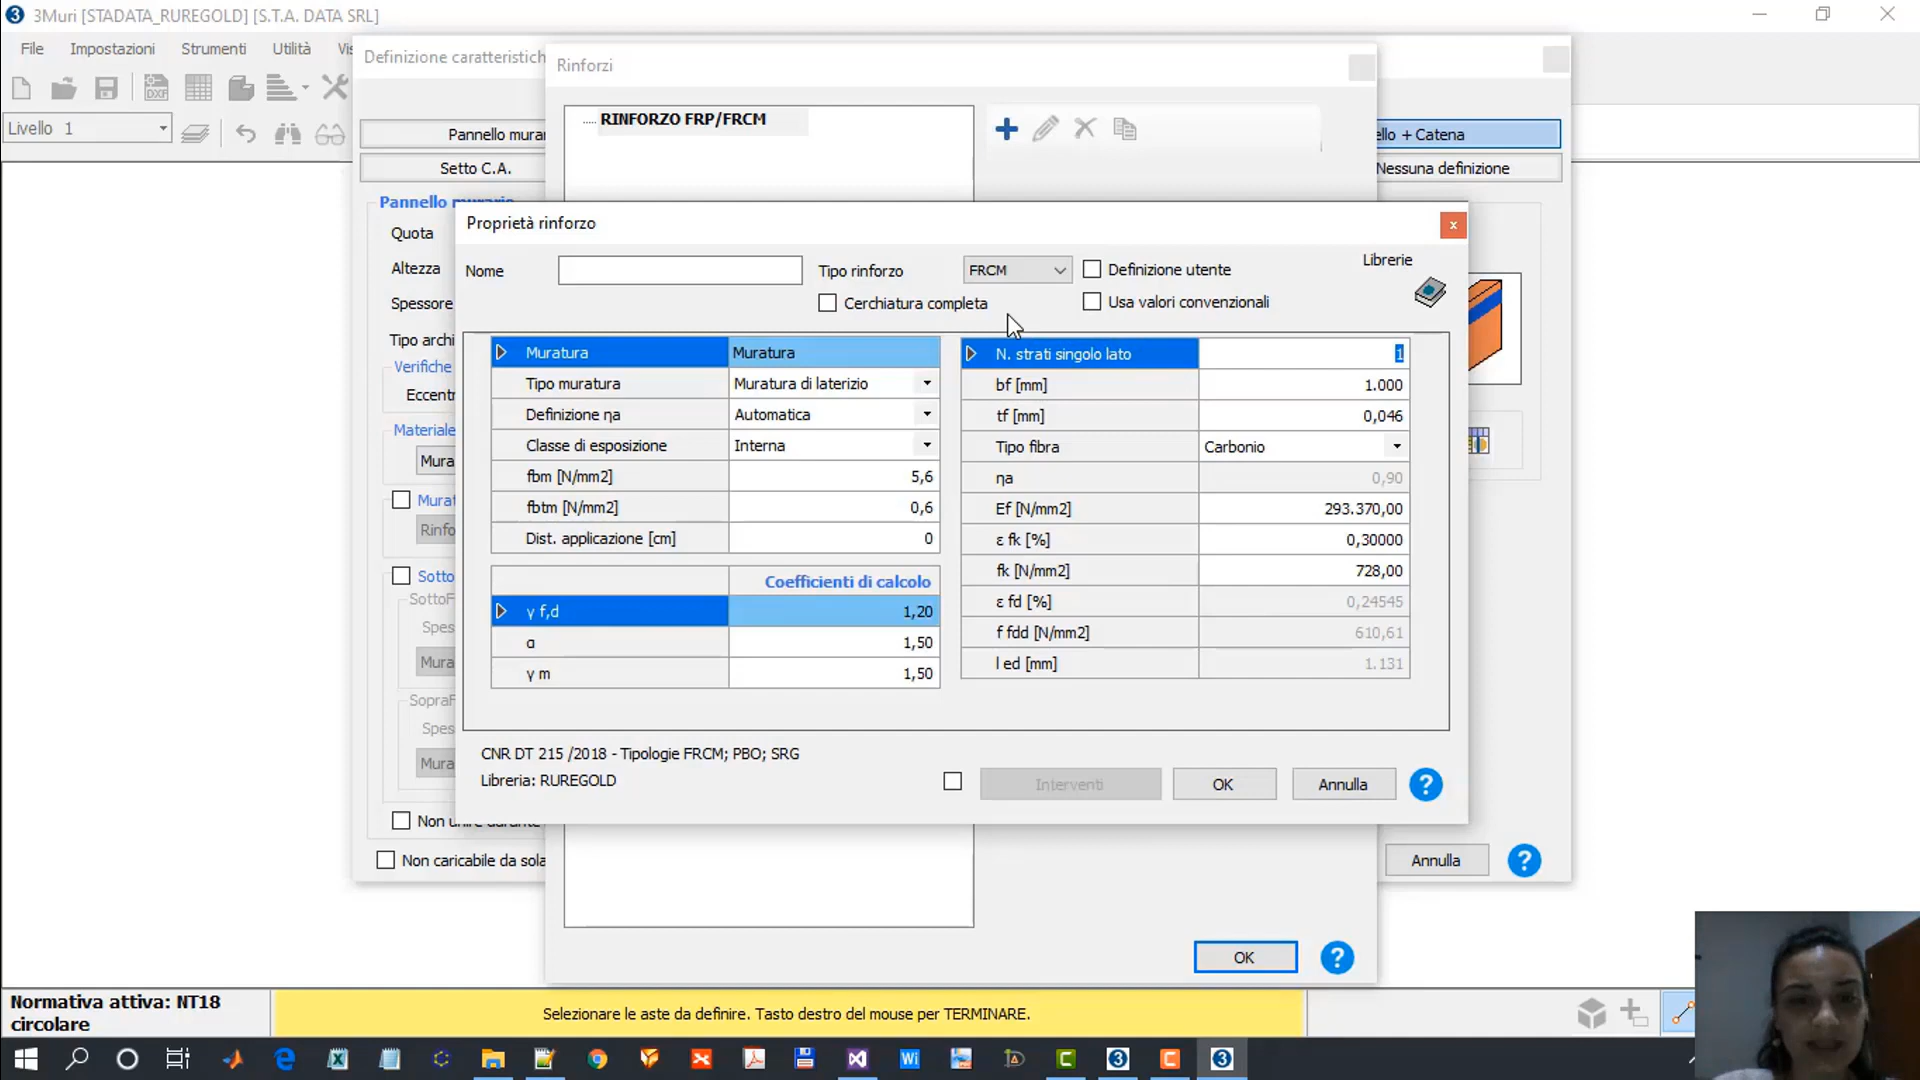 3Muri [STADATA_RUREGOLD] [S.T.A. DATA SRL]
File Impostazioni Strumenti Utilità
Livello 1
Definizione caratteristich
Pannello murar
Setto C.A.
ello + Catena
Nessuna definizione
Pannello murario
Quota
Altezza
Spessore
Tipo archi
Verifiche
Eccentr
Materiale
Mura
Murat
Rinfo
Sotto
SottoF
Spes
Mura
SopraF
Spes
Mura
Non unire durante
Non caricabile da sola
Annulla
Rinforzi
RINFORZO FRP/FRCM
OK
Proprietà rinforzo
Nome
Tipo rinforzo FRCM
Definizione utente
Librerie
Cerchiatura completa
Usa valori convenzionali
Muratura Muratura
Tipo muratura Muratura di laterizio
Definizione ηa Automatica
Classe di esposizione Interna
fbm [N/mm2] 5,6
fbtm [N/mm2] 0,6
Dist. applicazione [cm] 0
Coefficienti di calcolo
γ f,d 1,20
α 1,50
γ m 1,50
N. strati singolo lato 1
bf [mm] 1.000
tf [mm] 0,046
Tipo fibra Carbonio
ηa 0,90
Ef [N/mm2] 293.370,00
ε fk [%] 0,30000
fk [N/mm2] 728,00
ε fd [%] 0,24545
f fdd [N/mm2] 610,61
l ed [mm] 1.131
CNR DT 215 /2018 - Tipologie FRCM; PBO; SRG
Libreria: RUREGOLD
Interventi
OK
Annulla
Normativa attiva: NT18
circolare
Selezionare le aste da definire. Tasto destro del mouse per TERMINARE.